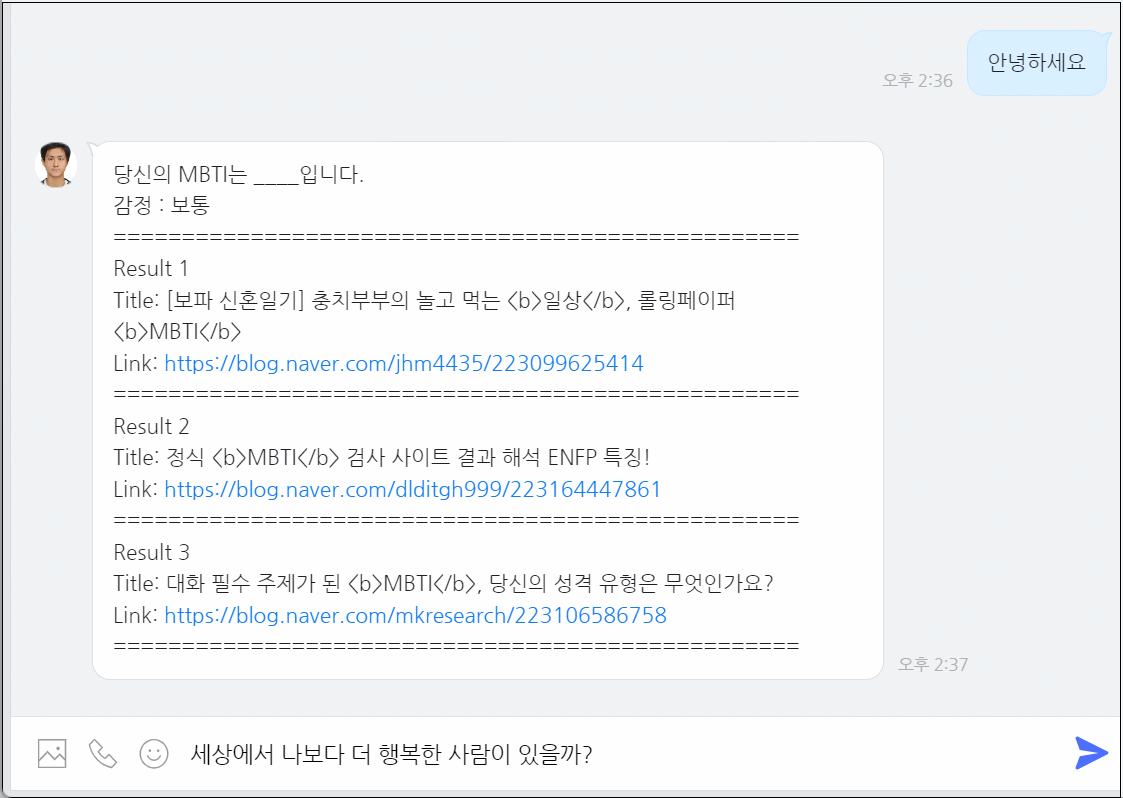 안녕하세요
오후 2:36
당신의 MBTI는 ____입니다.
감정 : 보통
==================================================
Result 1
Title: [보파 신혼일기] 충치부부의 놀고 먹는 <b>일상</b>, 롤링페이퍼
<b>MBTI</b>
Link: https://blog.naver.com/jhm4435/223099625414
==================================================
Result 2
Title: 정식 <b>MBTI</b> 검사 사이트 결과 해석 ENFP 특징!
Link: https://blog.naver.com/dlditgh999/223164447861
==================================================
Result 3
Title: 대화 필수 주제가 된 <b>MBTI</b>, 당신의 성격 유형은 무엇인가요?
Link: https://blog.naver.com/mkresearch/223106586758
==================================================
오후 2:37
세상에서 나보다 더 행복한 사람이 있을까?